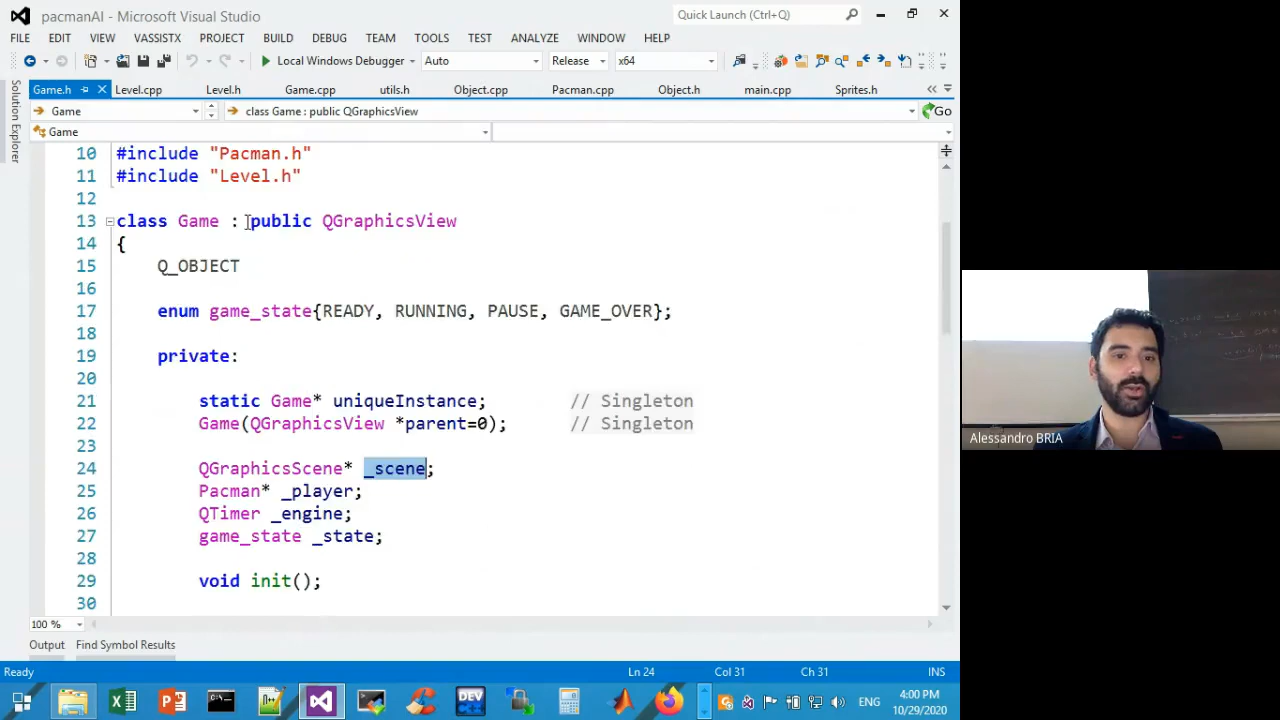 pacmanAI - Microsoft Visual Studio
Quick Launch (Ctrl+Q)
FILE EDIT VIEW VASSISTX PROJECT BUILD DEBUG TEAM TOOLS TEST ANALYZE WINDOW HELP
Local Windows Debugger Auto Release x64
Game.h Level.cpp Level.h Game.cpp utils.h Object.cpp Pacman.cpp Object.h main.cpp Sprites.h
Solution Explorer
Game class Game : public QGraphicsView Go
Game
10 #include "Pacman.h"
11 #include "Level.h"
12
13 class Game : public QGraphicsView
14 {
15 Q_OBJECT
16
17 enum game_state{READY, RUNNING, PAUSE, GAME_OVER};
18
19 private:
20
21 static Game* uniqueInstance; // Singleton
22 Game(QGraphicsView *parent=0); // Singleton
23
24 QGraphicsScene* _scene;
25 Pacman* _player;
26 QTimer _engine;
27 game_state _state;
28
29 void init();
30
100 %
Output Find Symbol Results
Ready Ln 24 Col 31 Ch 31 INS
DEV
ENG
4:00 PM
10/29/2020
Alessandro BRIA